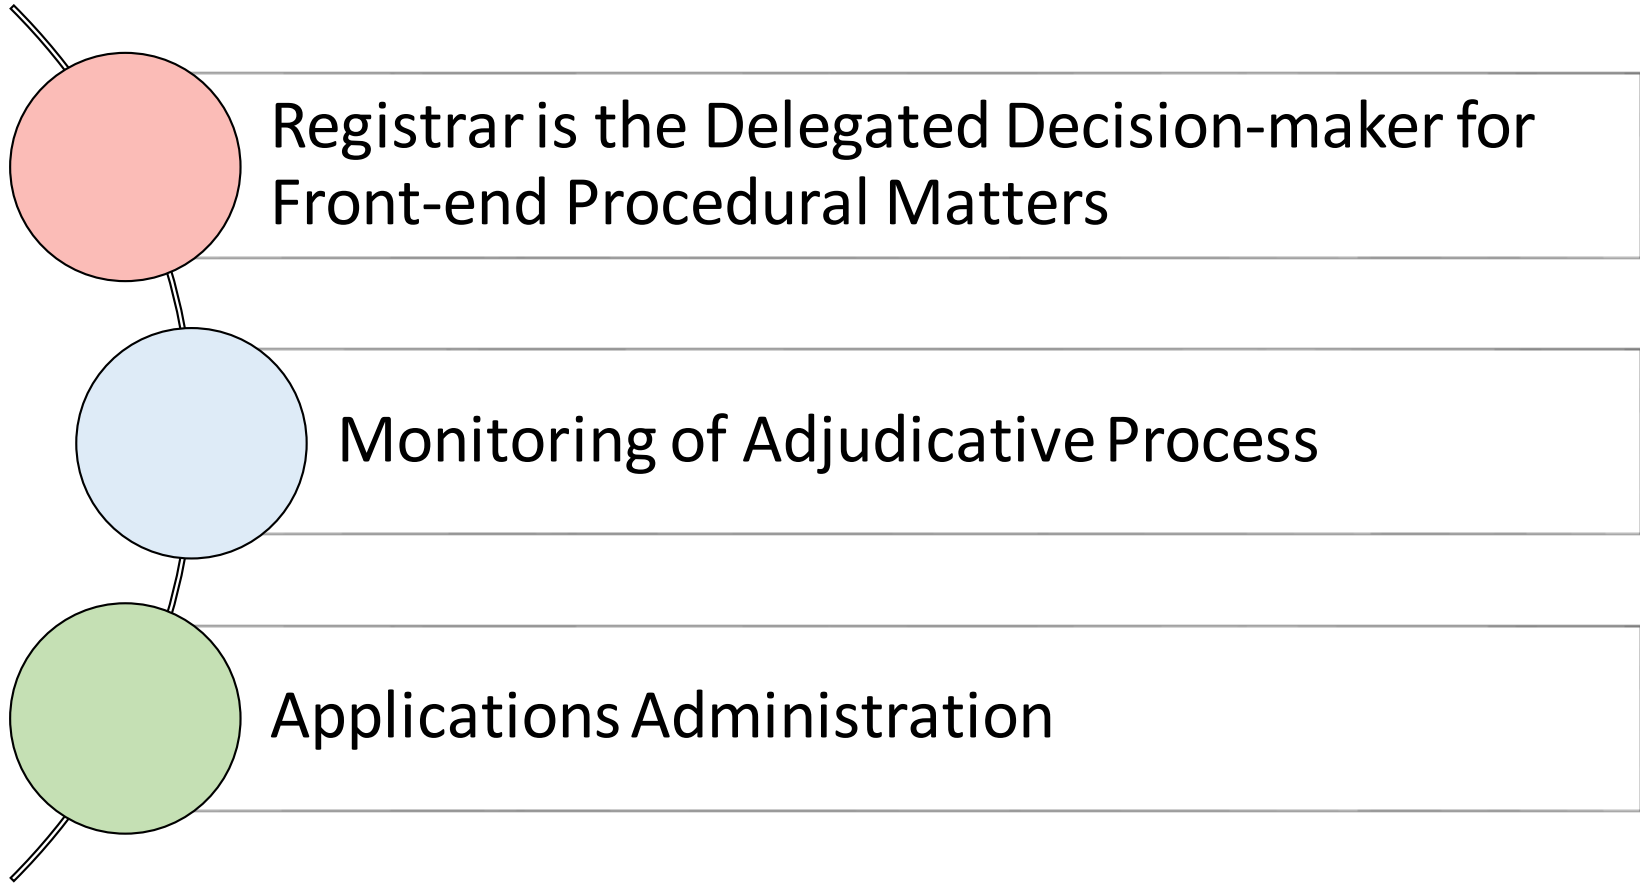 Registrar is the Delegated Decision-maker for
Front-end Procedural Matters
Monitoring of Adjudicative Process
Applications Administration